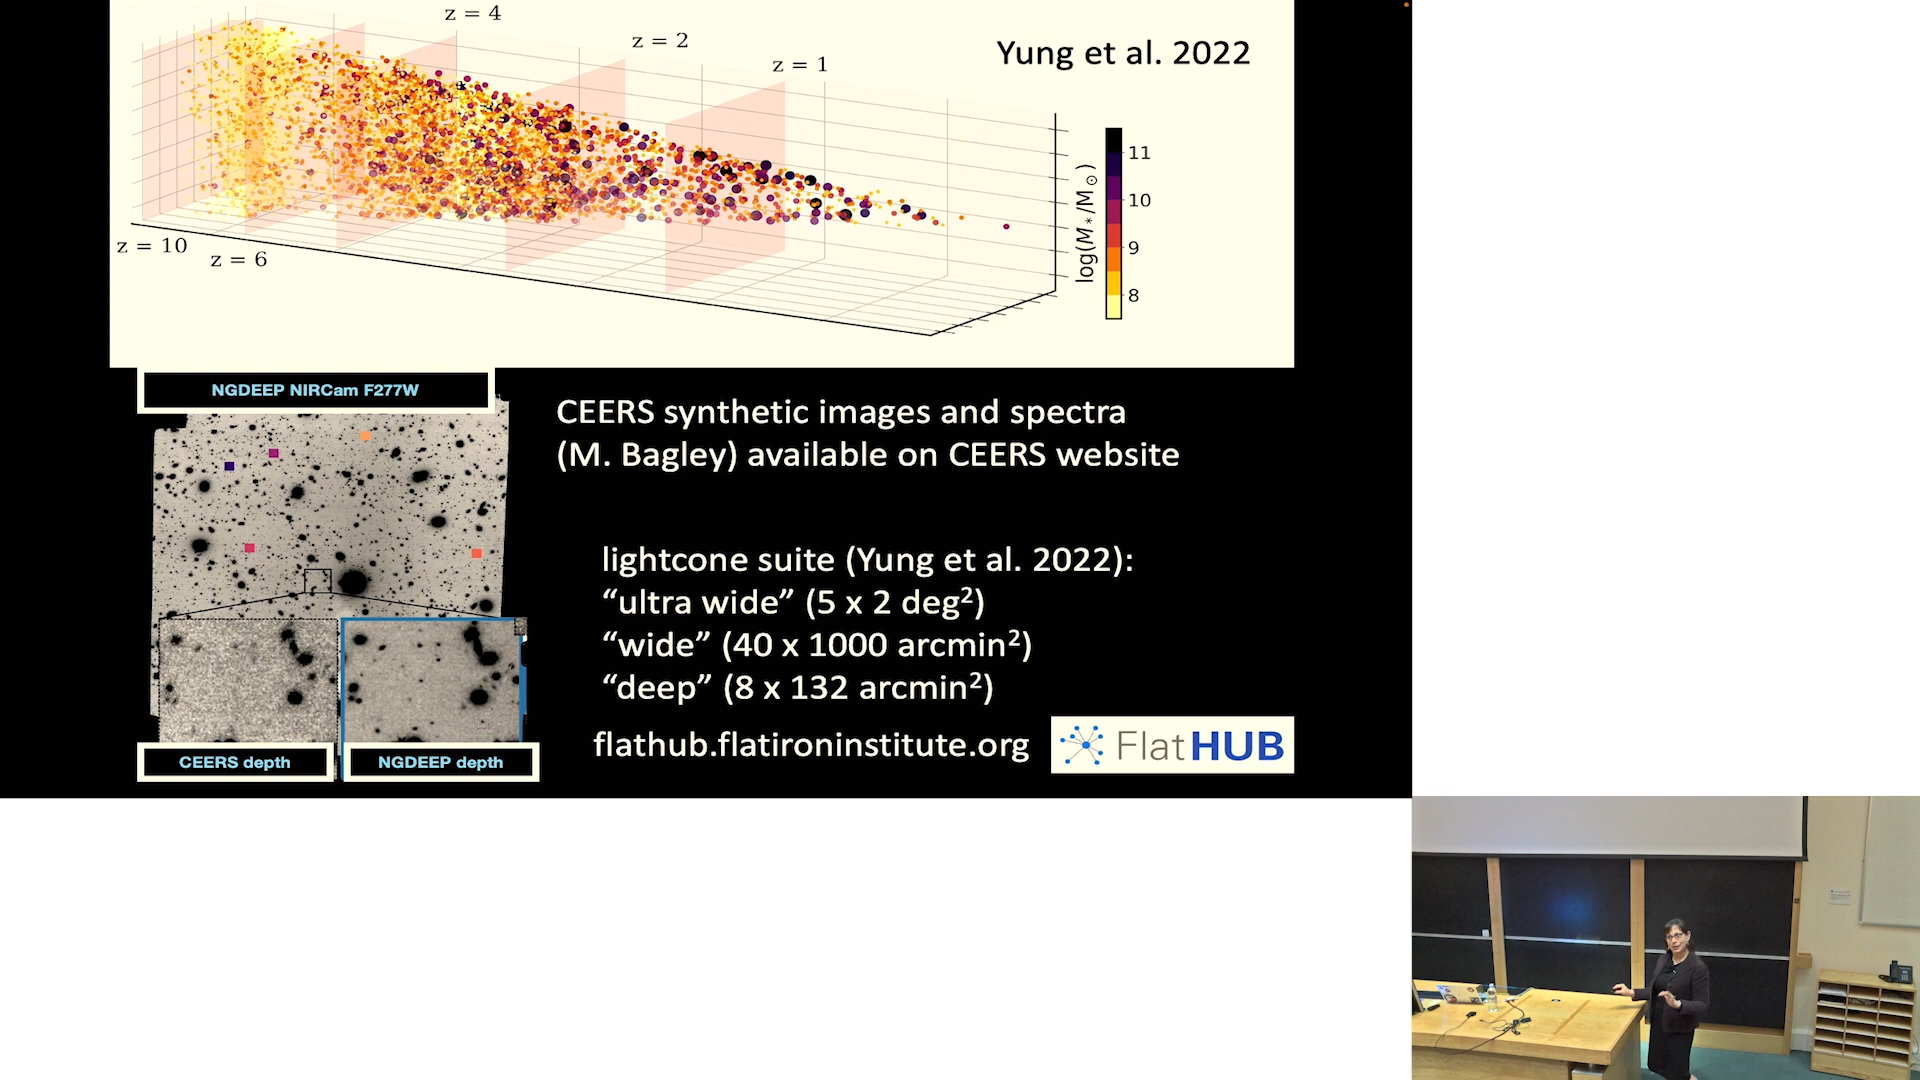 z = 4
z = 2
z = 1
Yung et al. 2022
z = 10
z = 6
log(M*/M⊙)
11
10
9
8
NGDEEP NIRCam F277W
CEERS depth
NGDEEP depth
CEERS synthetic images and spectra
(M. Bagley) available on CEERS website
lightcone suite (Yung et al. 2022):
“ultra wide” (5 x 2 deg²)
“wide” (40 x 1000 arcmin²)
“deep” (8 x 132 arcmin²)
flathub.flatironinstitute.org
FlatHUB